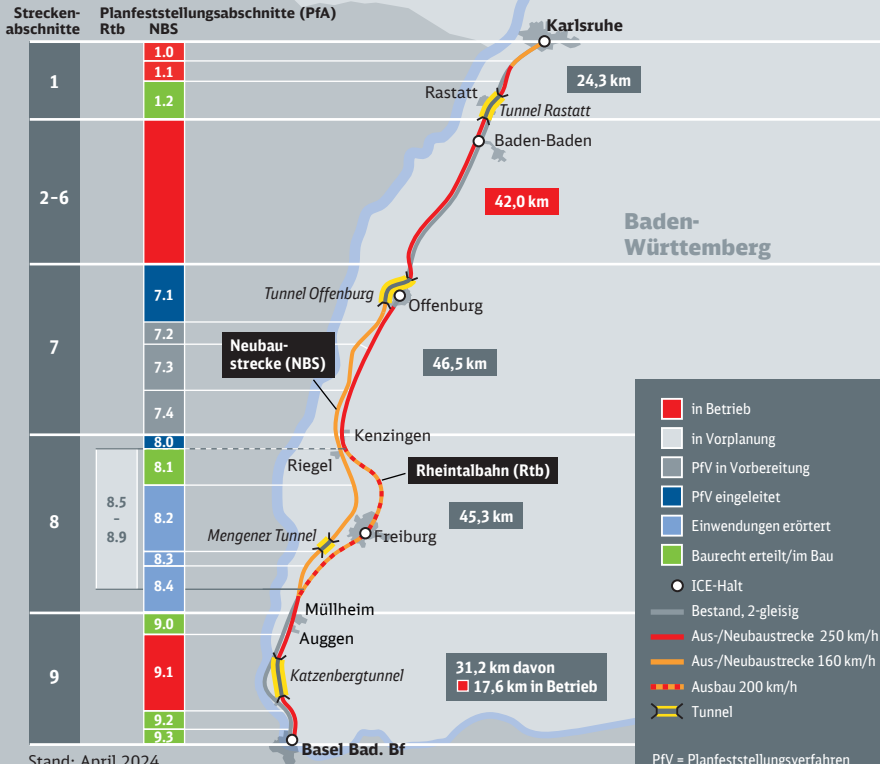 Strecken-
abschnitte
Planfeststellungsabschnitte (PfA)
Rtb NBS
1
1.0
1.1
1.2
2–6
7
7.1
7.2
7.3
7.4
8
8.0
8.1
8.2
8.3
8.4
8.5
–
8.9
9
9.0
9.1
9.2
9.3
Stand: April 2024
Karlsruhe
24,3 km
Rastatt
Tunnel Rastatt
Baden-Baden
42,0 km
Baden-
Württemberg
Tunnel Offenburg
Offenburg
Neubau-
strecke (NBS)
46,5 km
Kenzingen
Riegel
Rheintalbahn (Rtb)
45,3 km
Mengener Tunnel
Freiburg
Müllheim
Auggen
Katzenbergtunnel
31,2 km davon
17,6 km in Betrieb
Basel Bad. Bf
in Betrieb
in Vorplanung
PfV in Vorbereitung
PfV eingeleitet
Einwendungen erörtert
Baurecht erteilt/im Bau
ICE-Halt
Bestand, 2-gleisig
Aus-/Neubaustrecke 250 km/h
Aus-/Neubaustrecke 160 km/h
Ausbau 200 km/h
Tunnel
PfV = Planfeststellungsverfahren